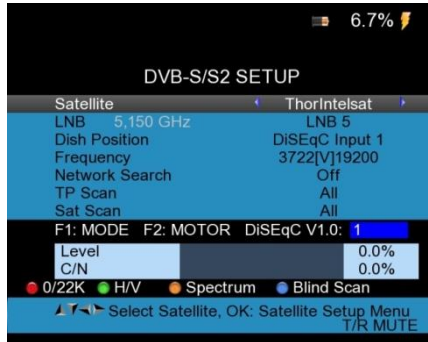 6.7%
DVB-S/S2 SETUP
Satellite ThorIntelsat
LNB 5,150 GHz LNB 5
Dish Position DiSEqC Input 1
Frequency 3722[V]19200
Network Search Off
TP Scan All
Sat Scan All
F1: MODE F2: MOTOR DiSEqC V1.0: 1
Level 0.0%
C/N 0.0%
0/22K H/V Spectrum Blind Scan
Select Satellite, OK: Satellite Setup Menu
T/R MUTE